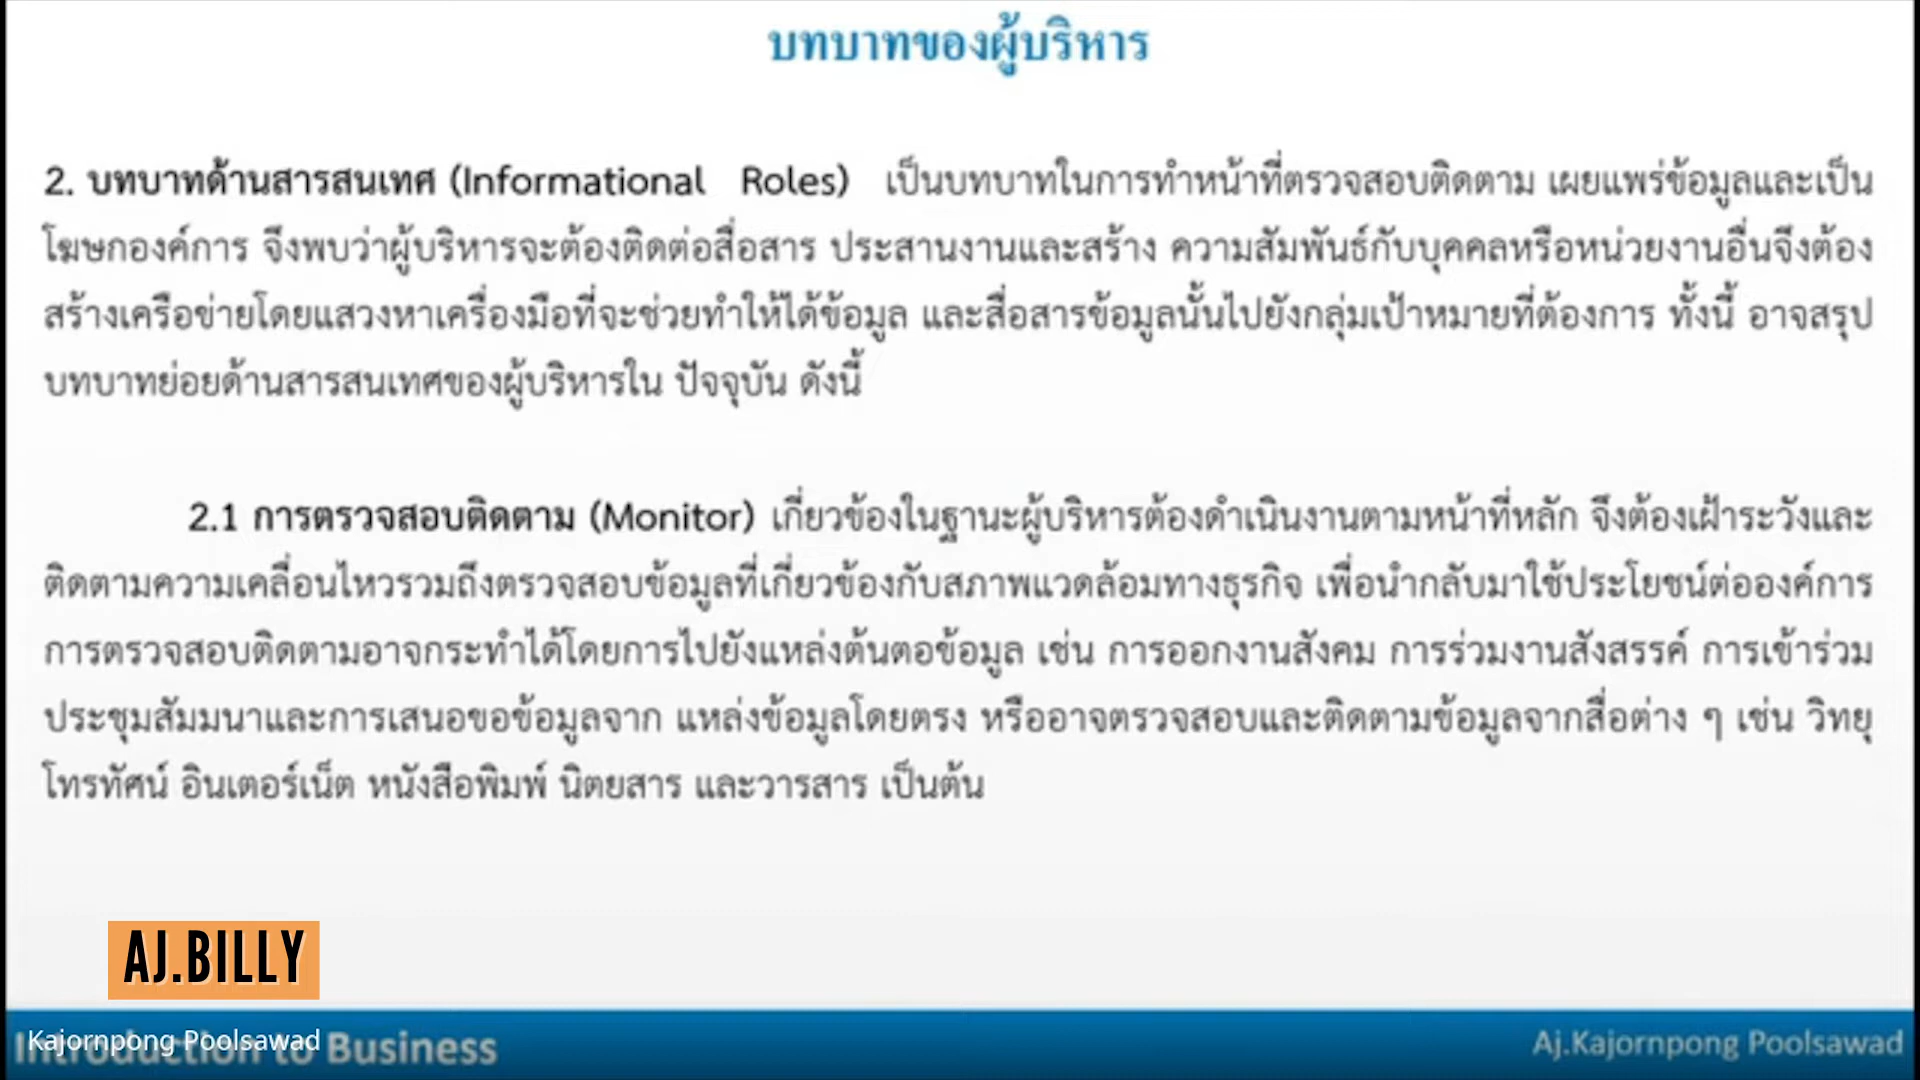 บทบาทของผู้บริหาร
2. บทบาทด้านสารสนเทศ (Informational Roles) เป็นบทบาทในการทำหน้าที่ตรวจสอบติดตาม เผยแพร่ข้อมูลและเป็น
โฆษกองค์การ จึงพบว่าผู้บริหารจะต้องติดต่อสื่อสาร ประสานงานและสร้าง ความสัมพันธ์กับบุคคลหรือหน่วยงานอื่นจึงต้อง
สร้างเครือข่ายโดยแสวงหาเครื่องมือที่จะช่วยทำให้ได้ข้อมูล และสื่อสารข้อมูลนั้นไปยังกลุ่มเป้าหมายที่ต้องการ ทั้งนี้ อาจสรุป
บทบาทย่อยด้านสารสนเทศของผู้บริหารใน ปัจจุบัน ดังนี้
2.1 การตรวจสอบติดตาม (Monitor) เกี่ยวข้องในฐานะผู้บริหารต้องดำเนินงานตามหน้าที่หลัก จึงต้องเฝ้าระวังและ
ติดตามความเคลื่อนไหวรวมถึงตรวจสอบข้อมูลที่เกี่ยวข้องกับสภาพแวดล้อมทางธุรกิจ เพื่อนำกลับมาใช้ประโยชน์ต่อองค์การ
การตรวจสอบติดตามอาจกระทำได้โดยการไปยังแหล่งต้นตอข้อมูล เช่น การออกงานสังคม การร่วมงานสังสรรค์ การเข้าร่วม
ประชุมสัมมนาและการเสนอขอข้อมูลจาก แหล่งข้อมูลโดยตรง หรืออาจตรวจสอบและติดตามข้อมูลจากสื่อต่าง ๆ เช่น วิทยุ
โทรทัศน์ อินเตอร์เน็ต หนังสือพิมพ์ นิตยสาร และวารสาร เป็นต้น
AJ.BILLY
Kajornpong Poolsawad
Introduction to Business
Aj.Kajornpong Poolsawad